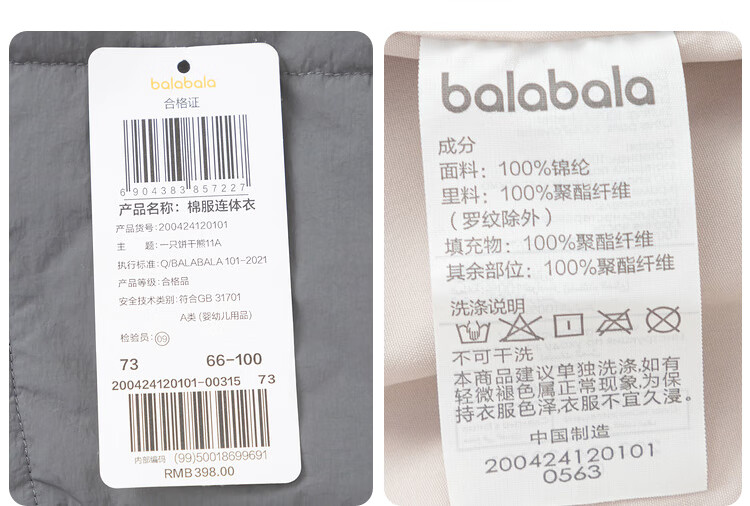 balabala
合格证
6 904383 857227
产品名称：棉服连体衣
产品货号：200424120101
主 题：一只饼干熊11A
执行标准：Q/BALABALA 101-2021
产品等级：合格品
安全技术类别：符合GB 31701
A类 (婴幼儿用品)
检验员：09
73 66-100
200424120101-00315 73
内部编码 (99)50018699691
RMB398.00
balabala
成分
面料：100%锦纶
里料：100%聚酯纤维
（罗纹除外）
填充物：100%聚酯纤维
其余部位：100%聚酯纤维
洗涤说明
不可干洗
本商品建议单独洗涤,如有
轻微褪色属正常现象,为保
持衣服色泽,衣服不宜久浸。
中国制造
200424120101
0563